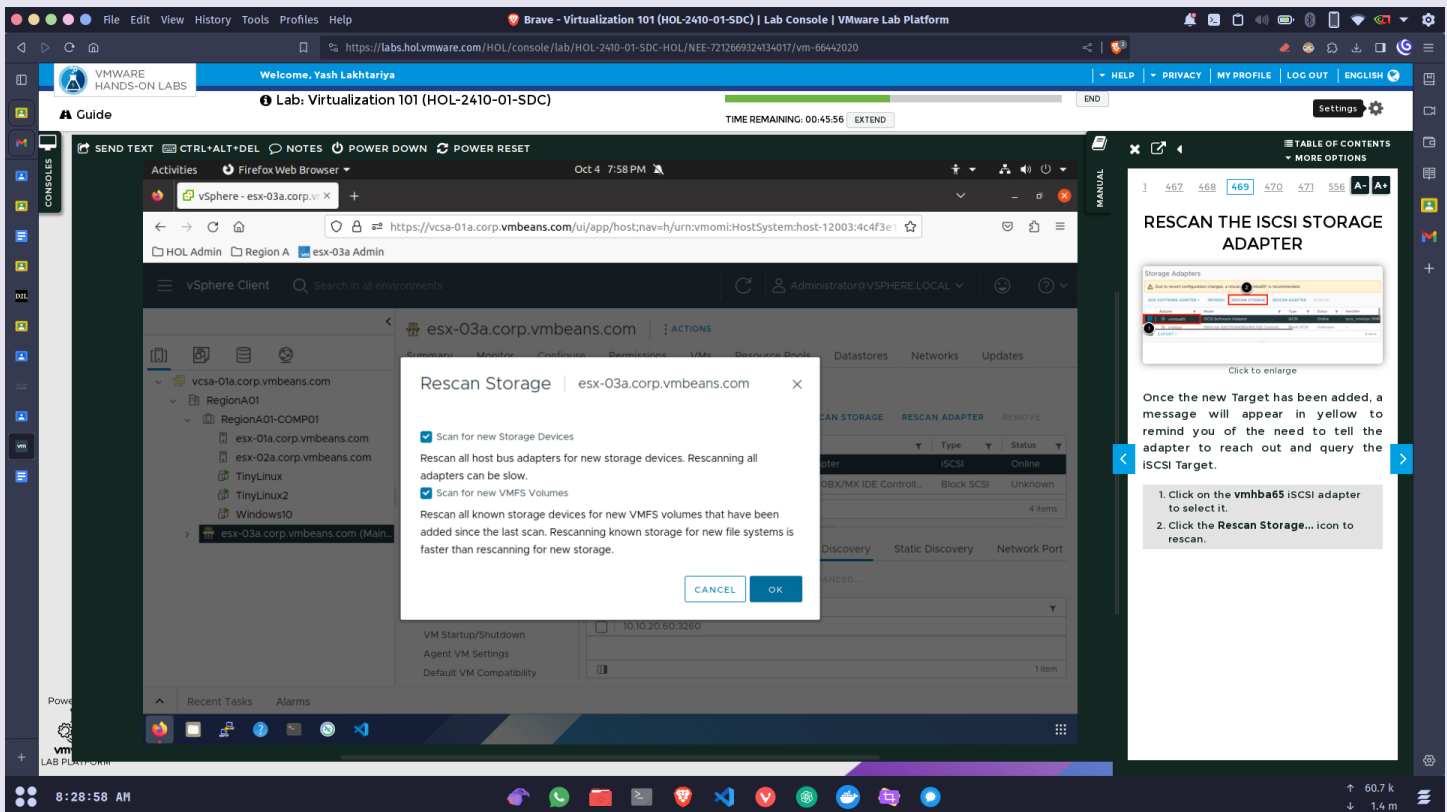 File Edit View History Tools Profiles Help
Brave - Virtualization 101 (HOL-2410-01-SDC) | Lab Console | VMware Lab Platform
https://labs.hol.vmware.com/HOL/console/lab/HOL-2410-01-SDC-HOL/NEE-7212669324134017/vm-66442020
VMWARE
HANDS-ON LABS
Welcome, Yash Lakhtariya
HELP
PRIVACY
MY PROFILE
LOG OUT
ENGLISH
Guide
Lab: Virtualization 101 (HOL-2410-01-SDC)
END
TIME REMAINING: 00:45:56 EXTEND
Settings
CONSOLES
SEND TEXT CTRL+ALT+DEL NOTES POWER DOWN POWER RESET
Activities Firefox Web Browser Oct 4 7:58 PM
vSphere - esx-03a.corp.v
https://vcsa-01a.corp.vmbeans.com/ui/app/host;nav=h/urn:vmomi:HostSystem:host-12003:4c4f3e
HOL Admin Region A esx-03a Admin
vSphere Client Search in all environments Administrator@VSPHERE.LOCAL
esx-03a.corp.vmbeans.com ACTIONS
Summary Monitor Configure Permissions VMs Resource Pools Datastores Networks Updates
vcsa-01a.corp.vmbeans.com
RegionA01
RegionA01-COMP01
esx-01a.corp.vmbeans.com
esx-02a.corp.vmbeans.com
TinyLinux
TinyLinux2
Windows10
esx-03a.corp.vmbeans.com (Main...
Rescan Storage esx-03a.corp.vmbeans.com
Scan for new Storage Devices
Rescan all host bus adapters for new storage devices. Rescanning all
adapters can be slow.
Scan for new VMFS Volumes
Rescan all known storage devices for new VMFS volumes that have been
added since the last scan. Rescanning known storage for new file systems is
faster than rescanning for new storage.
CANCEL OK
CAN STORAGE RESCAN ADAPTER REMOVE
Type Status
pter iSCSI Online
0BX/MX IDE Controll... Block SCSI Unknown
4 items
Discovery Static Discovery Network Port
ANCED...
10.10.20.60:3260
1 item
VM Startup/Shutdown
Agent VM Settings
Default VM Compatibility
Recent Tasks Alarms
MANUAL
TABLE OF CONTENTS
MORE OPTIONS
1 467 468 469 470 471 556 A- A+
RESCAN THE ISCSI STORAGE
ADAPTER
Storage Adapters
Click to enlarge
Once the new Target has been added, a
message will appear in yellow to
remind you of the need to tell the
adapter to reach out and query the
iSCSI Target.
1. Click on the vmhba65 iSCSI adapter
to select it.
2. Click the Rescan Storage... icon to
rescan.
Powe
LAB PLATFORM
8:28:58 AM
↑ 60.7 k
↓ 1.4 m